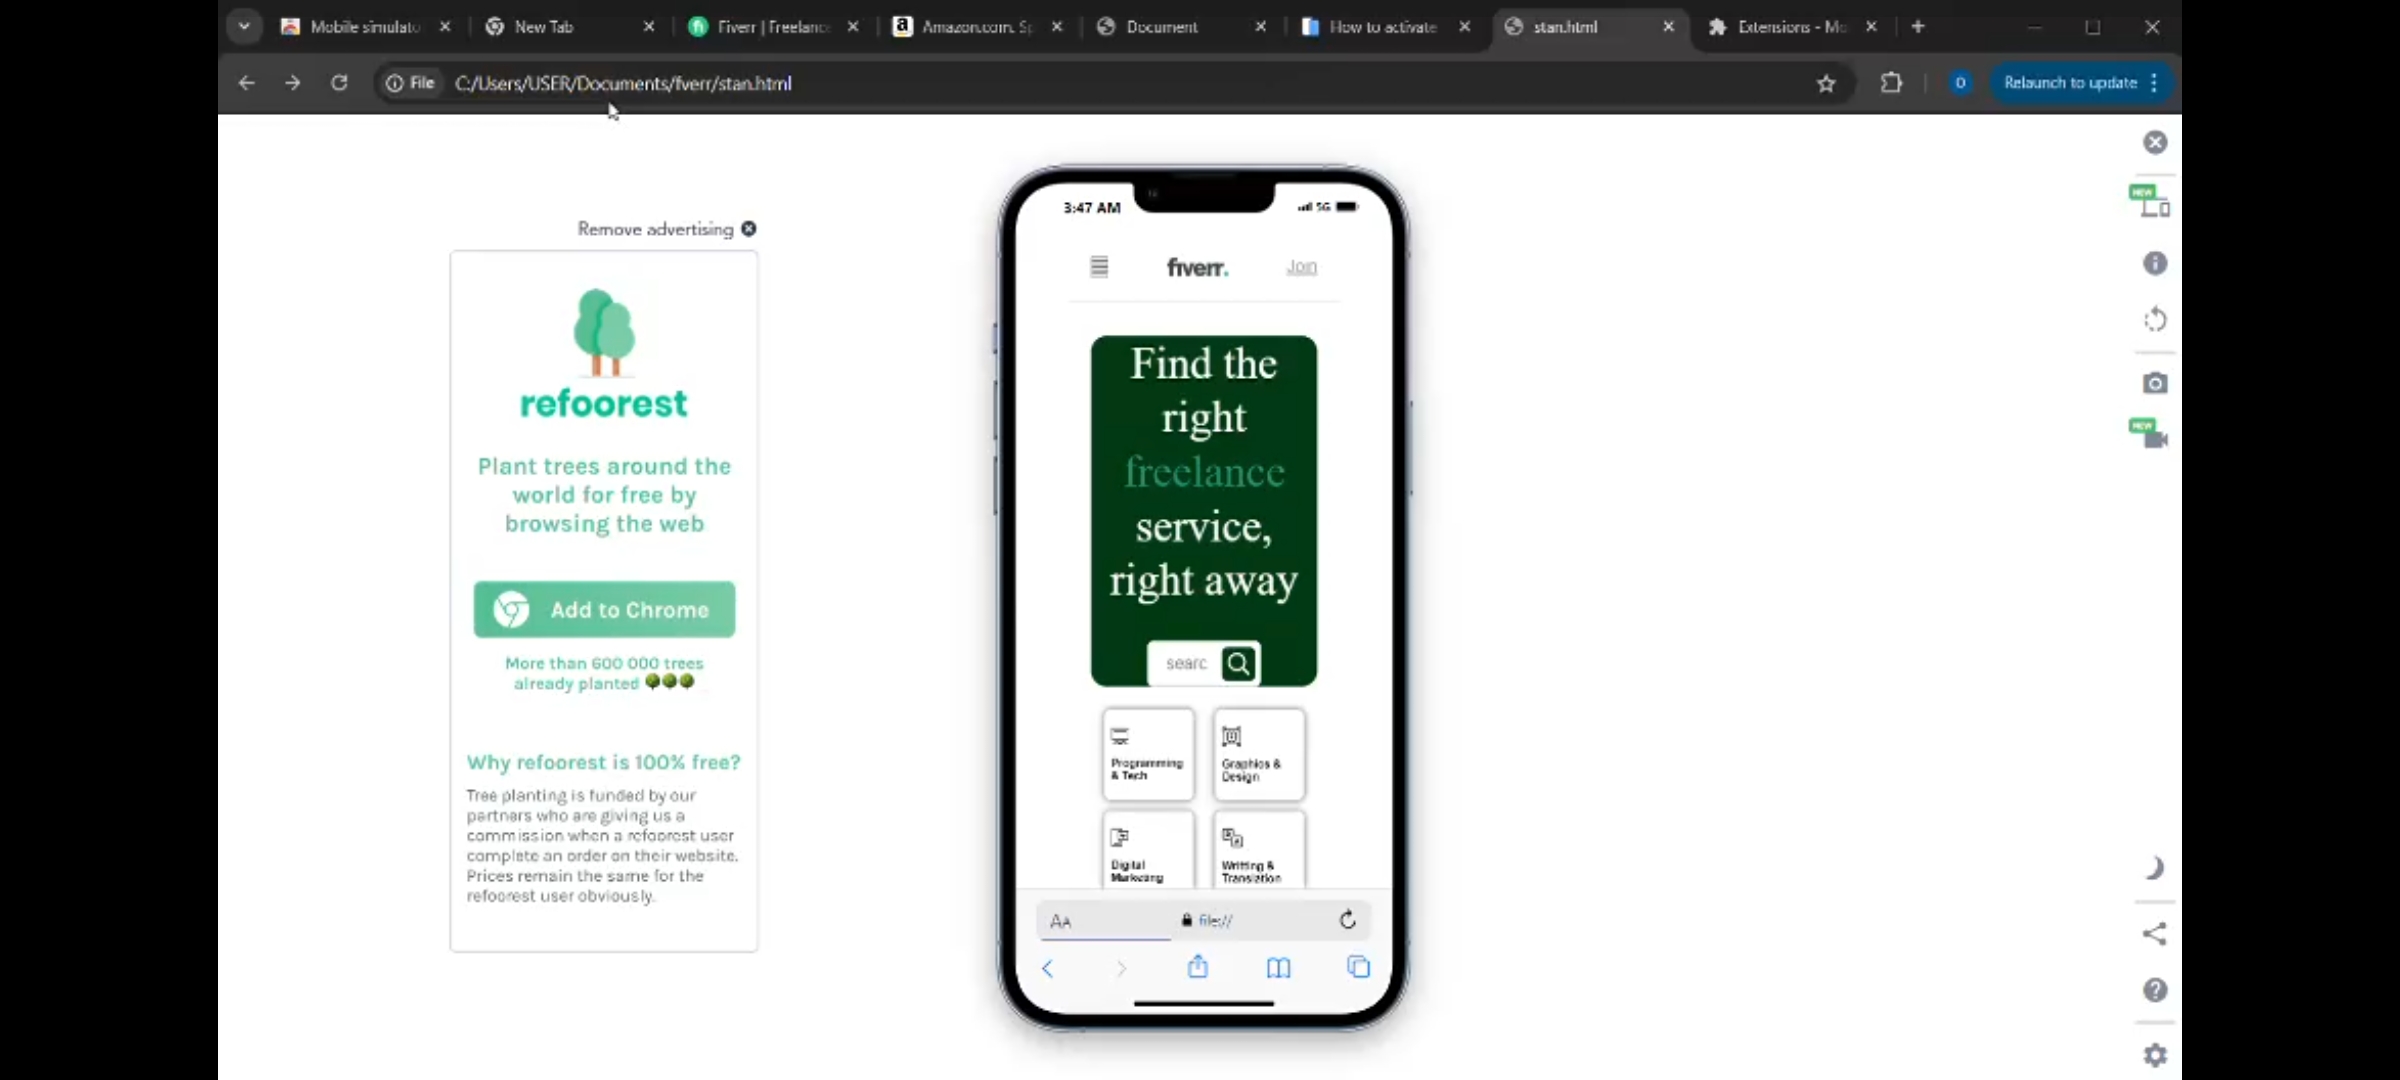 Mobile simulato
New Tab
Fiverr | Freelance
Amazon.com. Sp
Document
How to activate
stan.html
Extensions - Mo
File
C:/Users/USER/Documents/fiverr/stan.html
Relaunch to update
Remove advertising
refoorest
Plant trees around the
world for free by
browsing the web
Add to Chrome
More than 600 000 trees
already planted
Why refoorest is 100% free?
Tree planting is funded by our
partners who are giving us a
commission when a refoorest user
complete an order on their website.
Prices remain the same for the
refoorest user obviously.
3:47 AM
5G
fiverr.
Join
Find the
right
freelance
service,
right away
searc
Programming
& Tech
Graphics &
Design
Digital
Marketing
Writting &
Translation
AA
files//
NEW
NEW